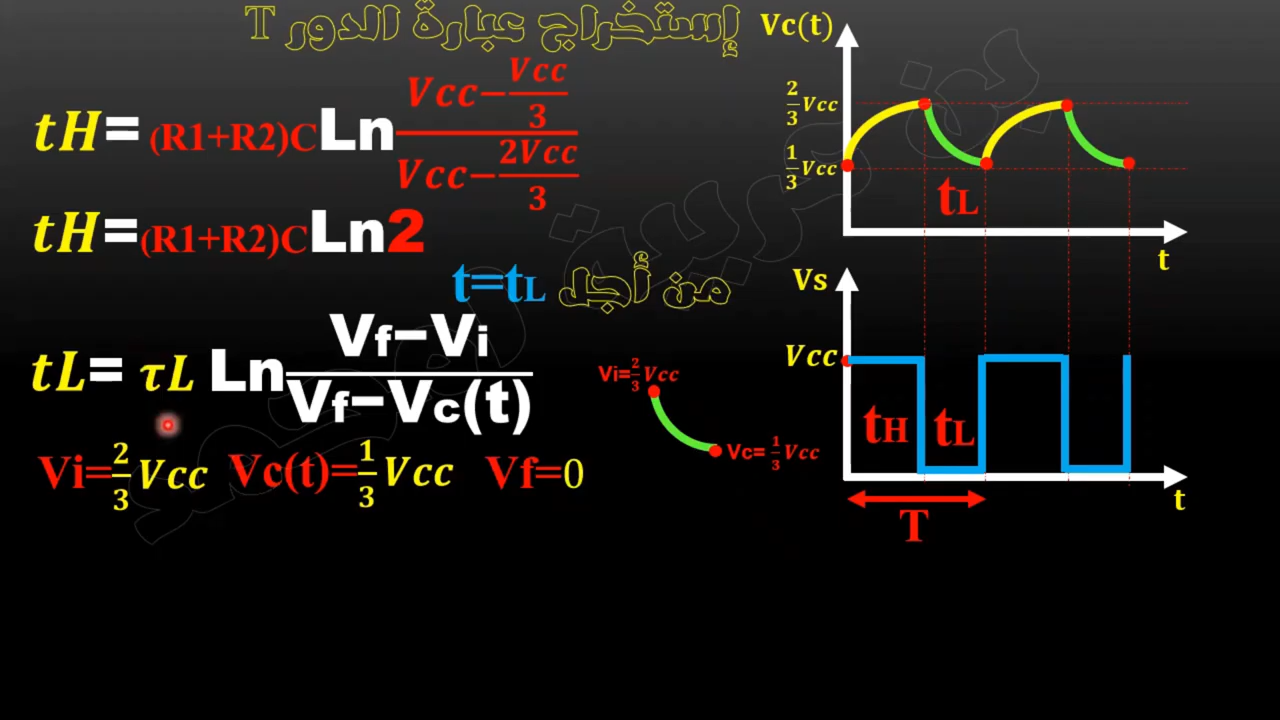 إستخراج عبارة الدور T
tH= (R1+R2)C Ln (Vcc−Vcc/3)/(Vcc−2Vcc/3)
tH=(R1+R2)C Ln2
من أجل t=tL
tL= τL Ln (Vf−Vi)/(Vf−Vc(t))
Vi=2/3 Vcc Vc(t)=1/3 Vcc Vf=0
Vi=2/3 Vcc
Vc= 1/3 Vcc
Vc(t)
2/3 Vcc
1/3 Vcc
tL
t
Vs
Vcc
tH tL
t
T